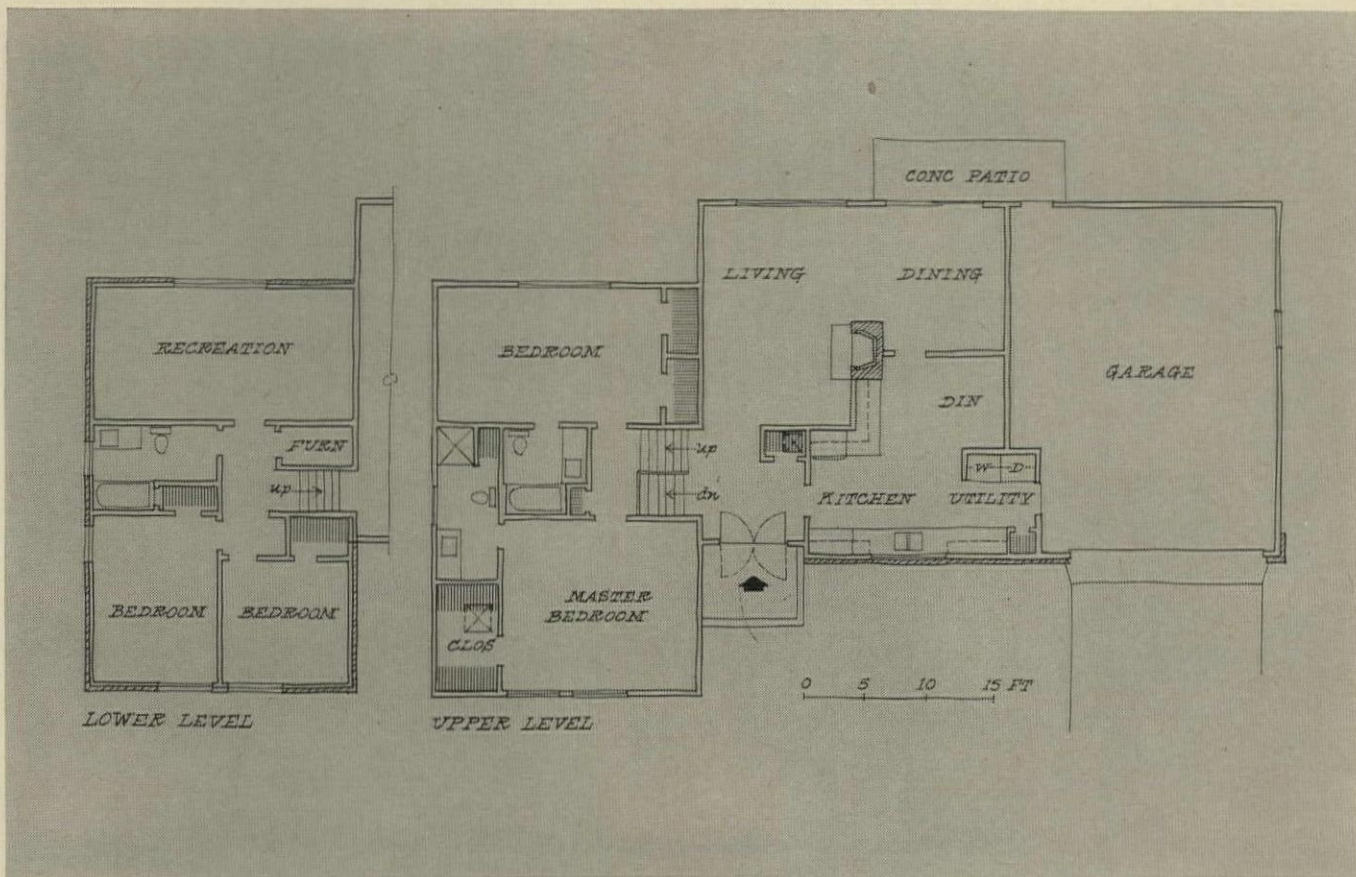 CONC PATIO
LIVING
DINING
RECREATION
BEDROOM
GARAGE
DIN
FURN
up
up
dn
W D
KITCHEN
UTILITY
BEDROOM
BEDROOM
MASTER
BEDROOM
CLOS
0 5 10 15 FT
LOWER LEVEL
UPPER LEVEL